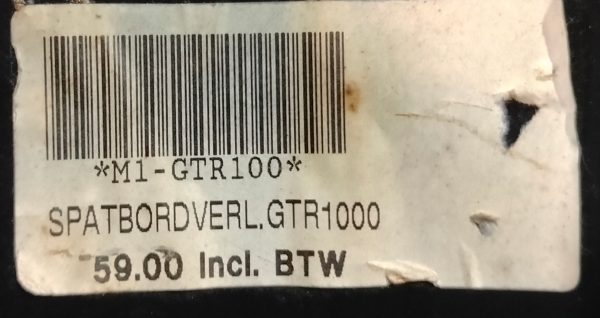 *M1-GTR100*
SPATBORDVERL.GTR1000
59.00 Incl. BTW